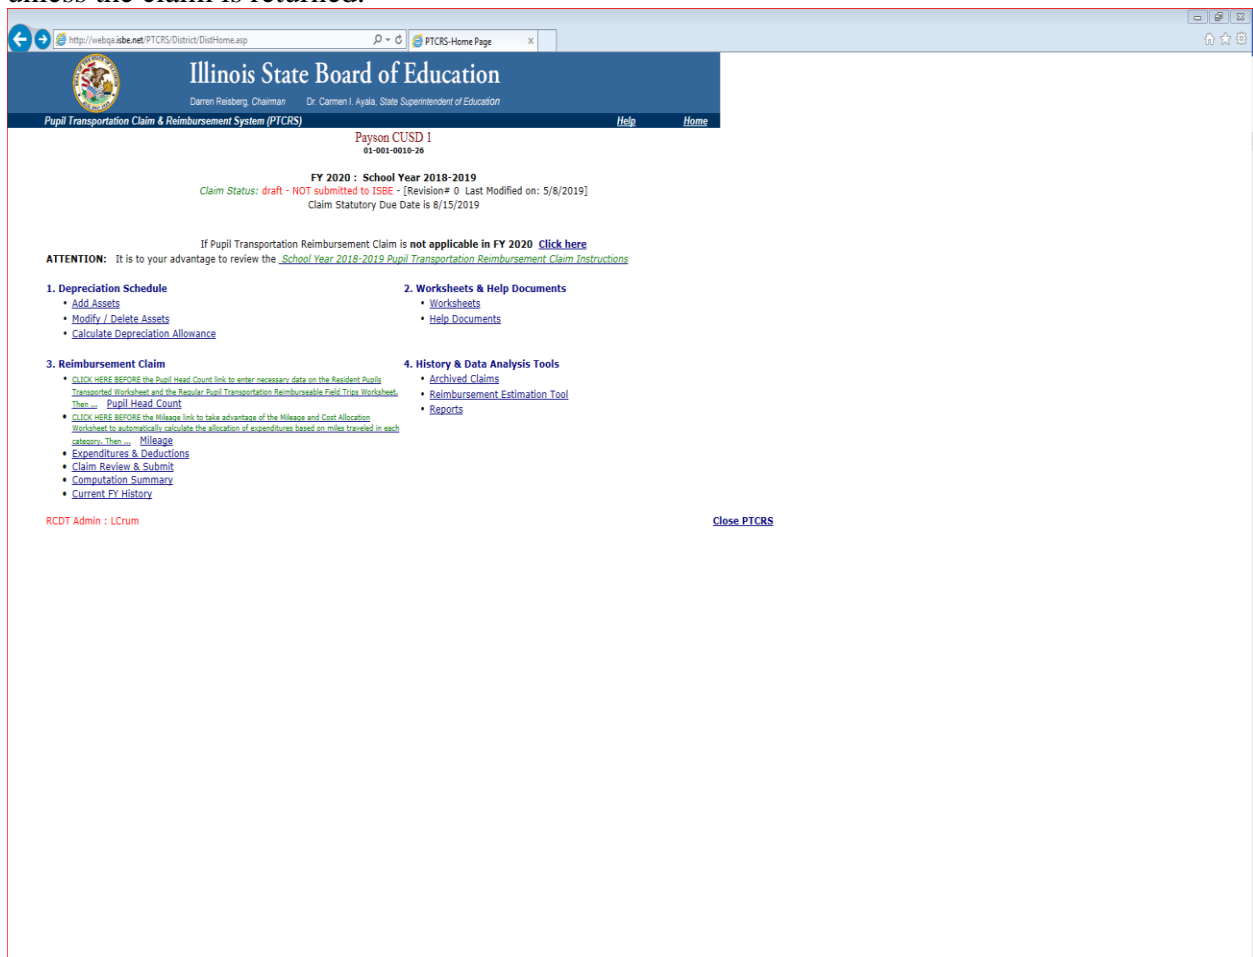 unless the claim is returned.
http://webqa.isbe.net/PTCRS/District/DistHome.asp
PTCRS-Home Page
Illinois State Board of Education
Darren Reisberg, Chairman Dr. Carmen I. Ayala, State Superintendent of Education
Pupil Transportation Claim & Reimbursement System (PTCRS) Help Home
Payson CUSD 1
01-001-0010-26
FY 2020 : School Year 2018-2019
Claim Status: draft - NOT submitted to ISBE - [Revision# 0 Last Modified on: 5/8/2019]
Claim Statutory Due Date is 8/15/2019
If Pupil Transportation Reimbursement Claim is not applicable in FY 2020 Click here
ATTENTION: It is to your advantage to review the School Year 2018-2019 Pupil Transportation Reimbursement Claim Instructions
1. Depreciation Schedule
• Add Assets
• Modify / Delete Assets
• Calculate Depreciation Allowance
2. Worksheets & Help Documents
• Worksheets
• Help Documents
3. Reimbursement Claim
• CLICK HERE BEFORE the Pupil Head Count link to enter necessary data on the Resident Pupils
Transported Worksheet and the Regular Pupil Transportation Reimburseable Field Trips Worksheet.
Then ... Pupil Head Count
• CLICK HERE BEFORE the Mileage link to take advantage of the Mileage and Cost Allocation
Worksheet to automatically calculate the allocation of expenditures based on miles traveled in each
category. Then ... Mileage
• Expenditures & Deductions
• Claim Review & Submit
• Computation Summary
• Current FY History
4. History & Data Analysis Tools
• Archived Claims
• Reimbursement Estimation Tool
• Reports
RCDT Admin : LCrum
Close PTCRS